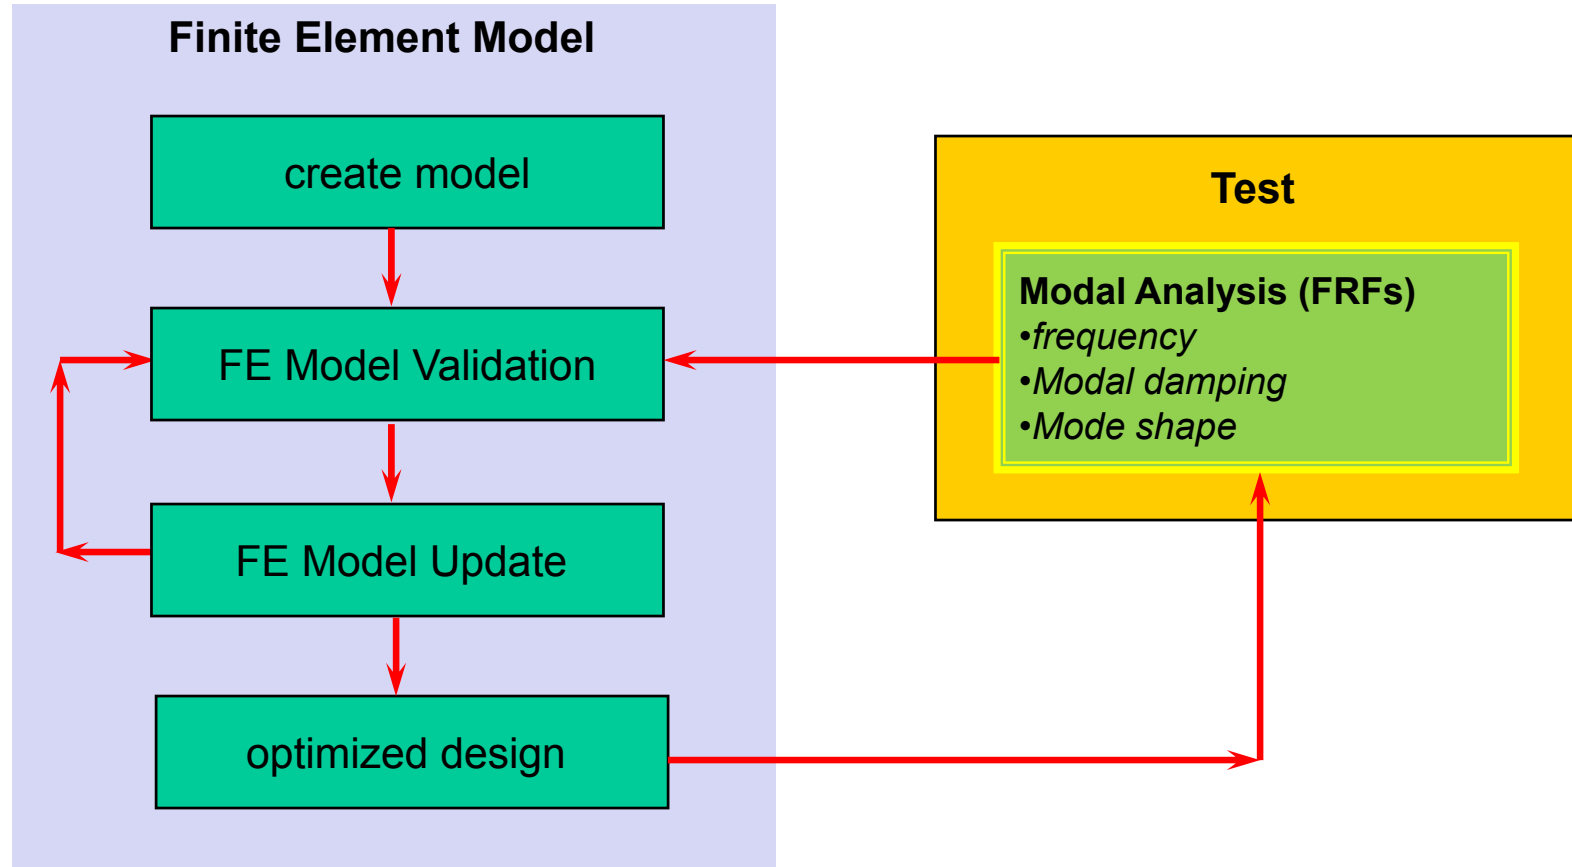 Finite Element Model
create model
FE Model Validation
FE Model Update
optimized design
Test
Modal Analysis (FRFs)
•frequency
•Modal damping
•Mode shape